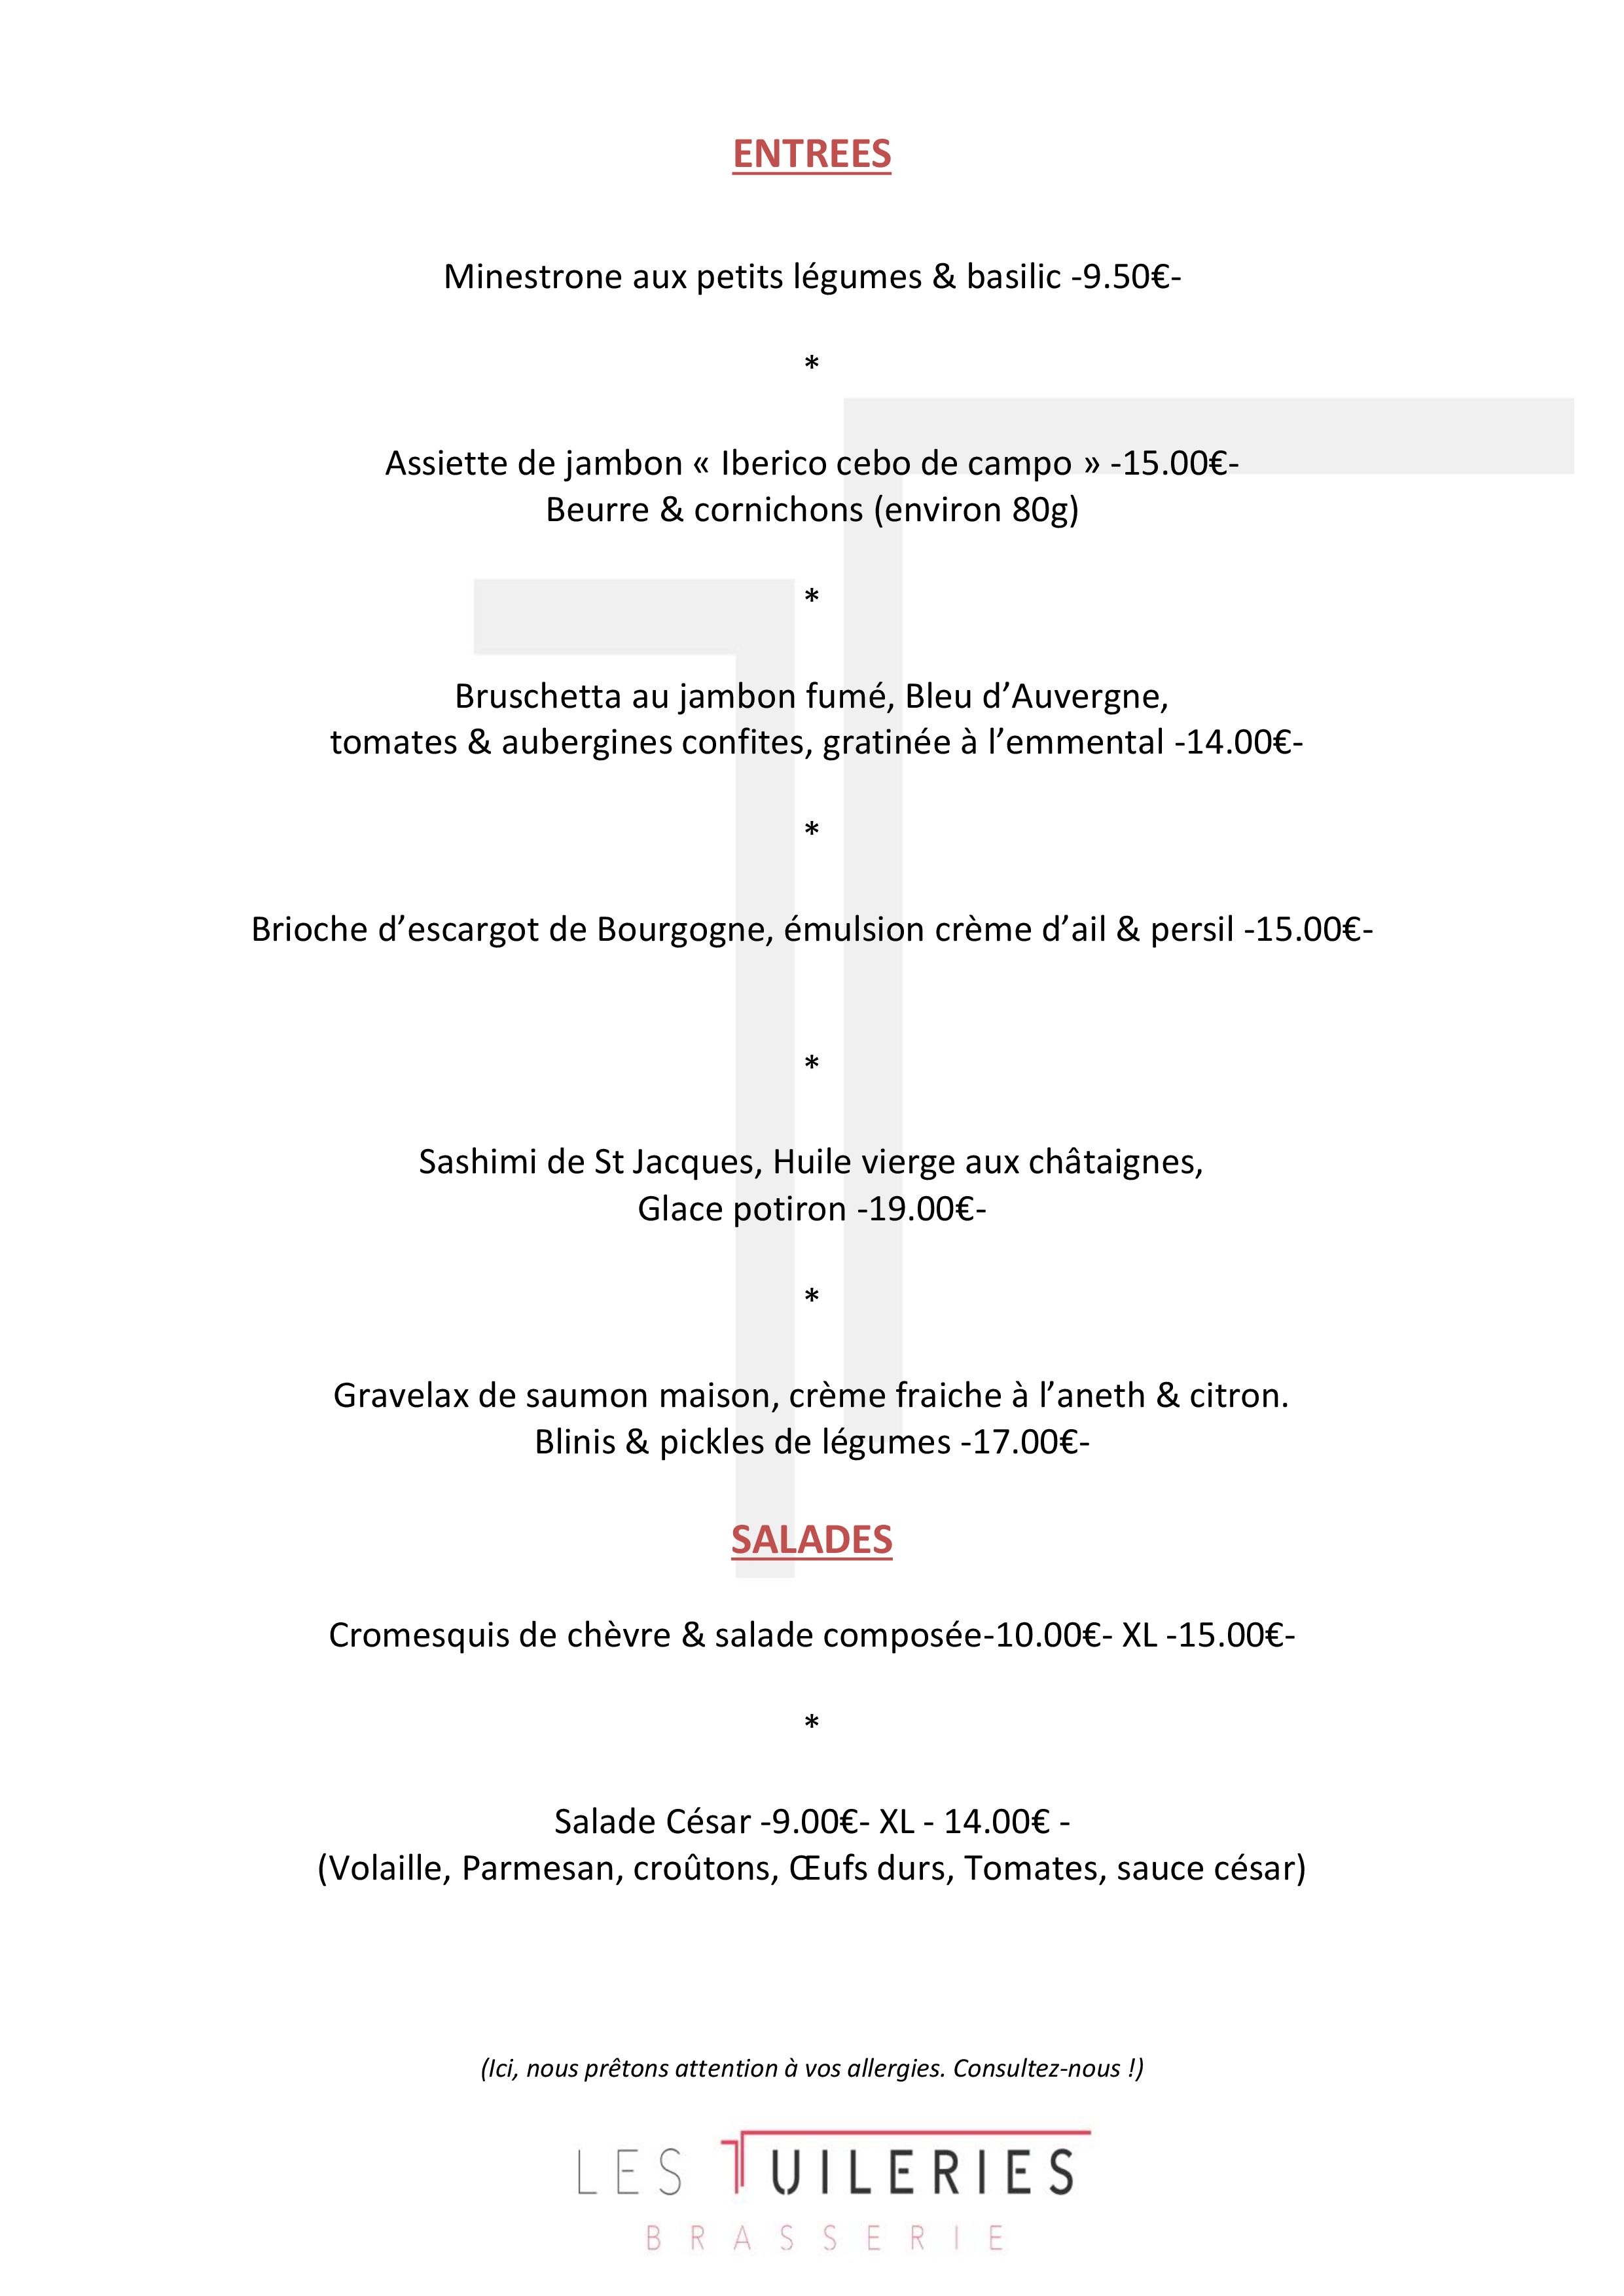 ENTREES
Minestrone aux petits légumes & basilic -9.50€-
*
Assiette de jambon « Iberico cebo de campo » -15.00€-
Beurre & cornichons (environ 80g)
*
Bruschetta au jambon fumé, Bleu d’Auvergne,
tomates & aubergines confites, gratinée à l’emmental -14.00€-
*
Brioche d’escargot de Bourgogne, émulsion crème d’ail & persil -15.00€-
*
Sashimi de St Jacques, Huile vierge aux châtaignes,
Glace potiron -19.00€-
*
Gravelax de saumon maison, crème fraiche à l’aneth & citron.
Blinis & pickles de légumes -17.00€-
SALADES
Cromesquis de chèvre & salade composée-10.00€- XL -15.00€-
*
Salade César -9.00€- XL - 14.00€ -
(Volaille, Parmesan, croûtons, Œufs durs, Tomates, sauce césar)
(Ici, nous prêtons attention à vos allergies. Consultez-nous !)
LES TUILERIES
BRASSERIE